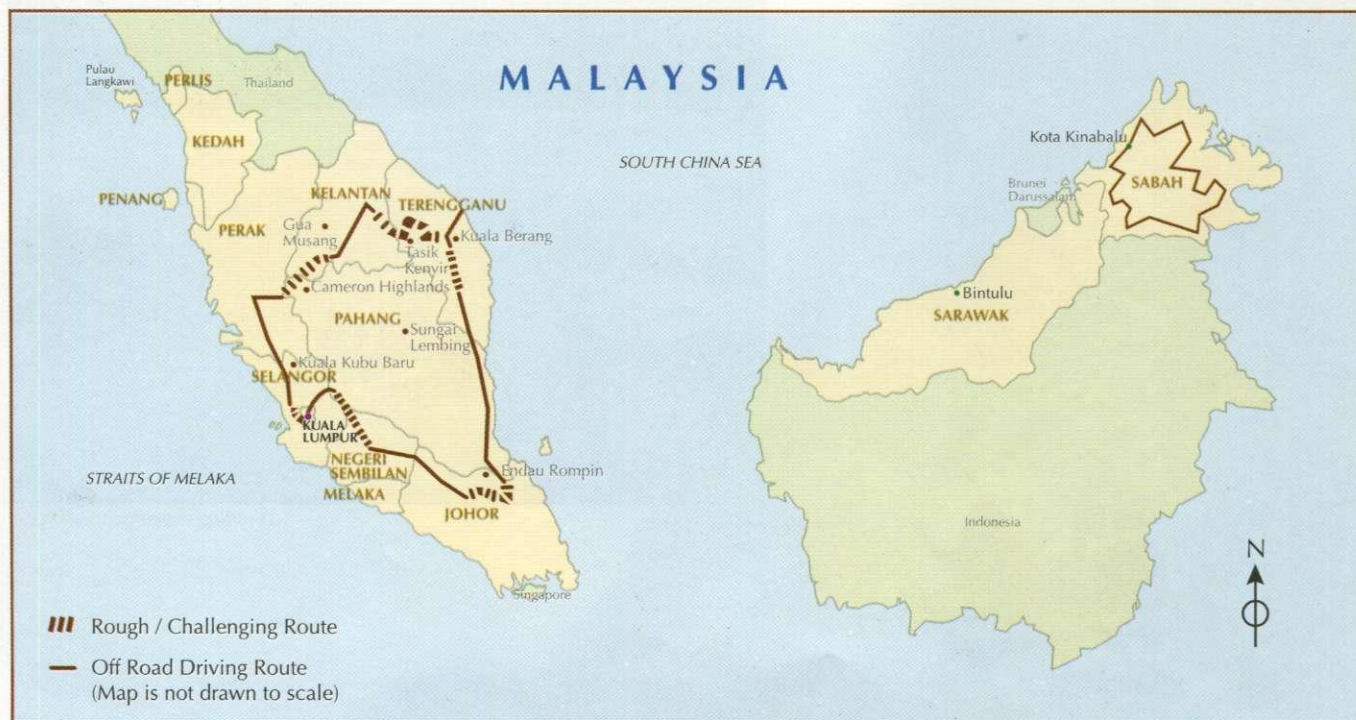 MALAYSIA
Pulau
Langkawi
PERLIS
Thailand
KEDAH
PENANG
KELANTAN
TERENGGANU
PERAK
Gua
Musang
Kuala Berang
Tasik
Kenyir
Cameron Highlands
PAHANG
Sungai
Lembing
Kuala Kubu Baru
SELANGOR
KUALA
LUMPUR
NEGERI
SEMBILAN
MELAKA
Endau Rompin
JOHOR
Singapore
STRAITS OF MELAKA
SOUTH CHINA SEA
Kota Kinabalu
SABAH
Brunei
Darussalam
Bintulu
SARAWAK
Indonesia
N
Rough / Challenging Route
Off Road Driving Route
(Map is not drawn to scale)